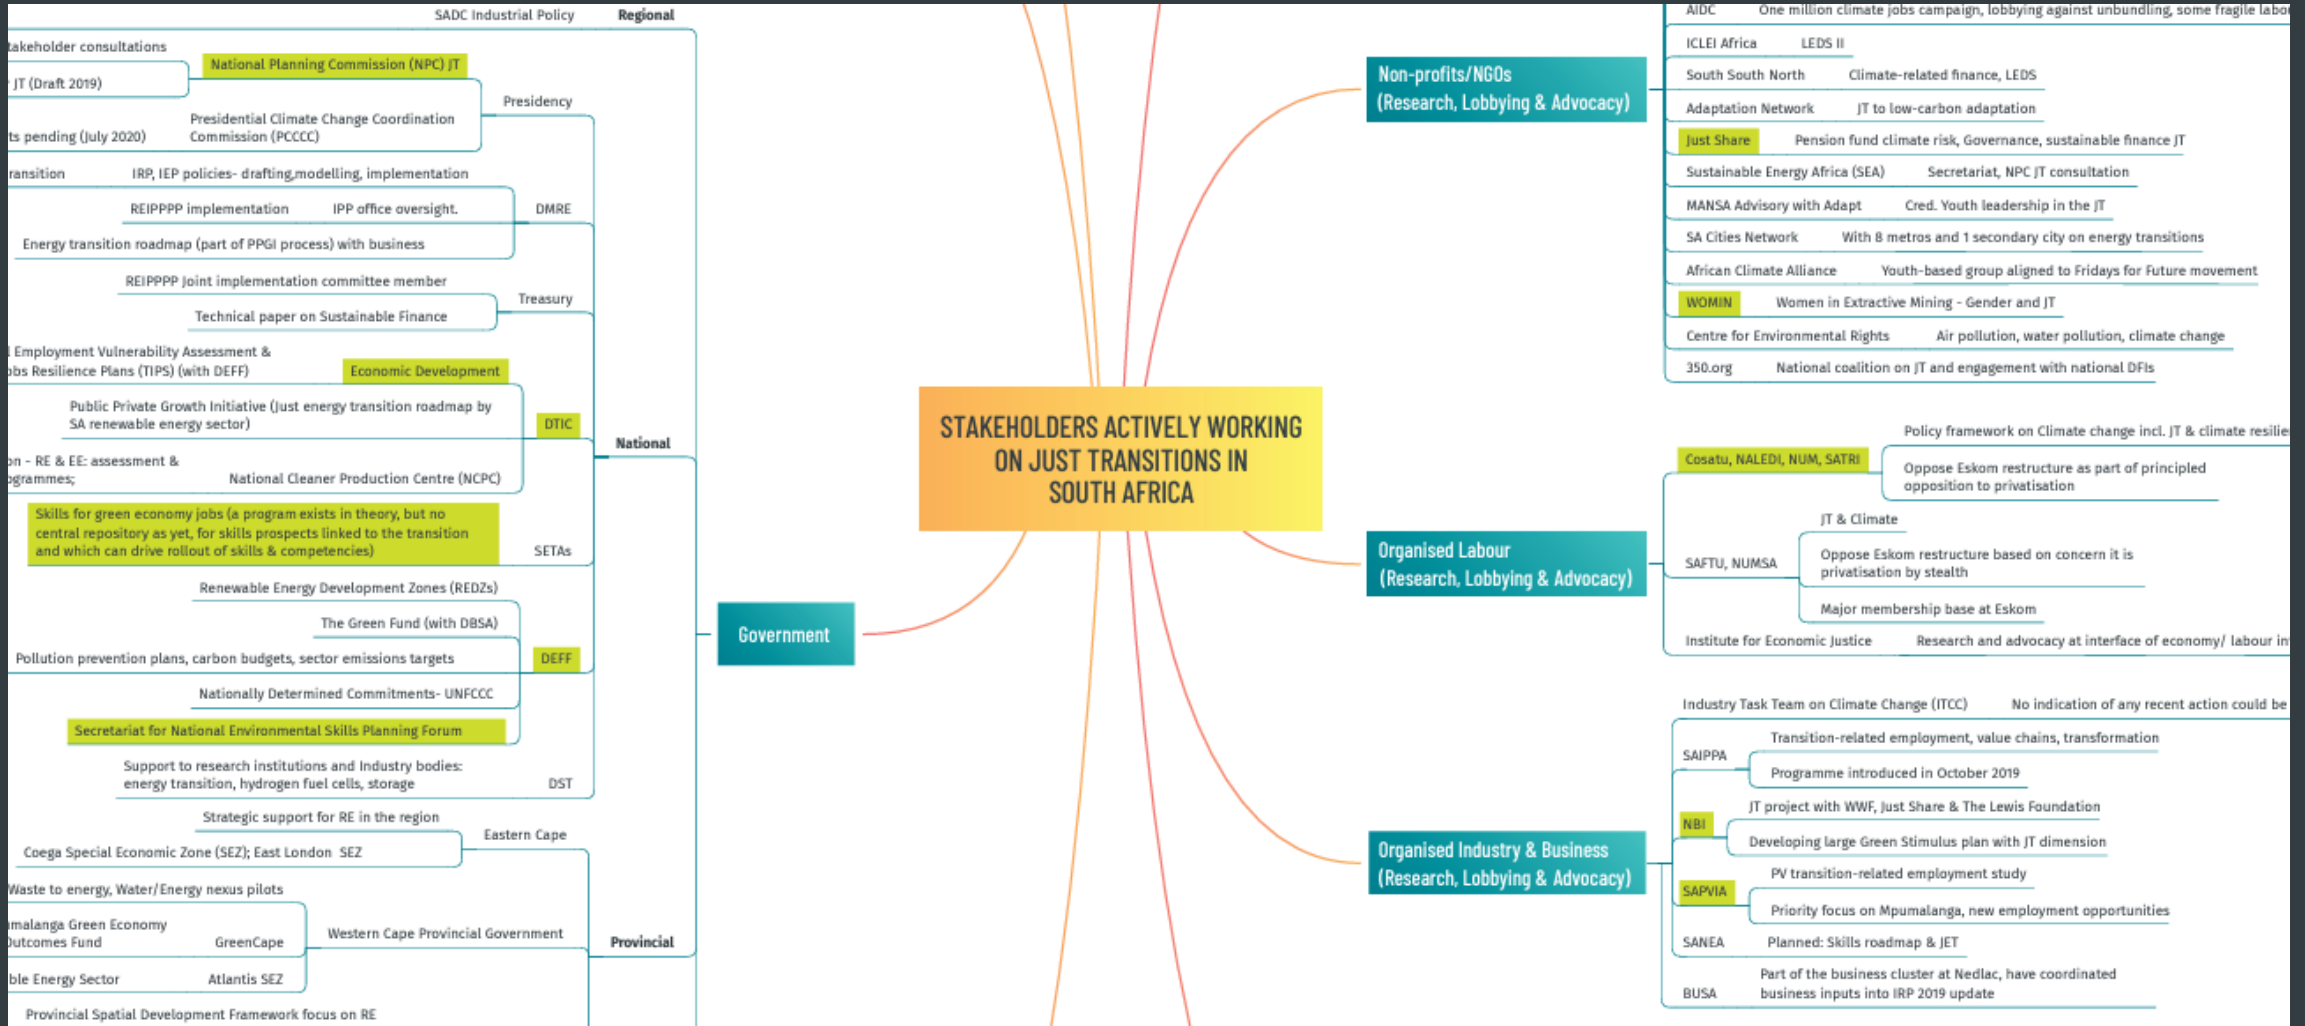 SADC Industrial Policy
Regional
takeholder consultations
National Planning Commission (NPC) JT
JT (Draft 2019)
Presidency
Presidential Climate Change Coordination
Commission (PCCCC)
ts pending (July 2020)
ransition
IRP, IEP policies- drafting,modelling, implementation
REIPPPP implementation
IPP office oversight.
DMRE
Energy transition roadmap (part of PPGI process) with business
REIPPPP Joint implementation committee member
Treasury
Technical paper on Sustainable Finance
l Employment Vulnerability Assessment &
obs Resilience Plans (TIPS) (with DEFF)
Economic Development
Public Private Growth Initiative (Just energy transition roadmap by
SA renewable energy sector)
DTIC
National
on - RE & EE: assessment &
ogrammes;
National Cleaner Production Centre (NCPC)
Skills for green economy jobs (a program exists in theory, but no
central repository as yet, for skills prospects linked to the transition
and which can drive rollout of skills & competencies)
SETAs
Renewable Energy Development Zones (REDZs)
The Green Fund (with DBSA)
Pollution prevention plans, carbon budgets, sector emissions targets
DEFF
Nationally Determined Commitments- UNFCCC
Secretariat for National Environmental Skills Planning Forum
Support to research institutions and Industry bodies:
energy transition, hydrogen fuel cells, storage
DST
Strategic support for RE in the region
Eastern Cape
Coega Special Economic Zone (SEZ); East London SEZ
Waste to energy, Water/Energy nexus pilots
umalanga Green Economy
Outcomes Fund
GreenCape
Western Cape Provincial Government
Provincial
ble Energy Sector
Atlantis SEZ
Provincial Spatial Development Framework focus on RE
Government
STAKEHOLDERS ACTIVELY WORKING
ON JUST TRANSITIONS IN
SOUTH AFRICA
Non-profits/NGOs
(Research, Lobbying & Advocacy)
AIDC
One million climate jobs campaign, lobbying against unbundling, some fragile labo
ICLEI Africa
LEDS II
South South North
Climate-related finance, LEDS
Adaptation Network
JT to low-carbon adaptation
Just Share
Pension fund climate risk, Governance, sustainable finance JT
Sustainable Energy Africa (SEA)
Secretariat, NPC JT consultation
MANSA Advisory with Adapt
Cred. Youth leadership in the JT
SA Cities Network
With 8 metros and 1 secondary city on energy transitions
African Climate Alliance
Youth-based group aligned to Fridays for Future movement
WOMIN
Women in Extractive Mining - Gender and JT
Centre for Environmental Rights
Air pollution, water pollution, climate change
350.org
National coalition on JT and engagement with national DFIs
Organised Labour
(Research, Lobbying & Advocacy)
Cosatu, NALEDI, NUM, SATRI
Policy framework on Climate change incl. JT & climate resilie
Oppose Eskom restructure as part of principled
opposition to privatisation
SAFTU, NUMSA
JT & Climate
Oppose Eskom restructure based on concern it is
privatisation by stealth
Major membership base at Eskom
Institute for Economic Justice
Research and advocacy at interface of economy/ labour in
Organised Industry & Business
(Research, Lobbying & Advocacy)
Industry Task Team on Climate Change (ITCC)
No indication of any recent action could be
SAIPPA
Transition-related employment, value chains, transformation
Programme introduced in October 2019
NBI
JT project with WWF, Just Share & The Lewis Foundation
Developing large Green Stimulus plan with JT dimension
SAPVIA
PV transition-related employment study
Priority focus on Mpumalanga, new employment opportunities
SANEA
Planned: Skills roadmap & JET
BUSA
Part of the business cluster at Nedlac, have coordinated
business inputs into IRP 2019 update